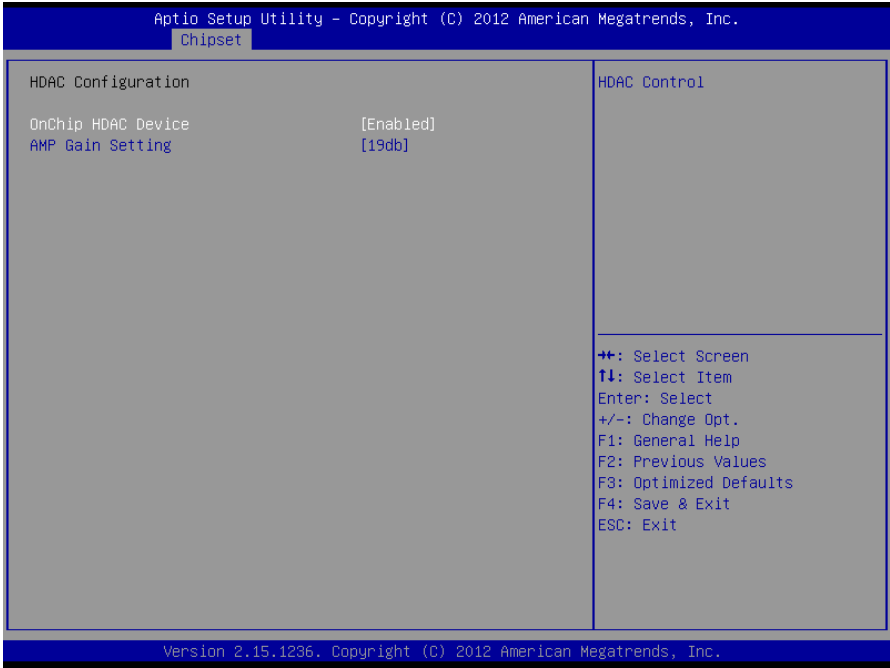 Aptio Setup Utility – Copyright (C) 2012 American Megatrends, Inc.
Chipset
HDAC Configuration
OnChip HDAC Device [Enabled]
AMP Gain Setting [19db]
HDAC Control
→←: Select Screen
↑↓: Select Item
Enter: Select
+/-: Change Opt.
F1: General Help
F2: Previous Values
F3: Optimized Defaults
F4: Save & Exit
ESC: Exit
Version 2.15.1236. Copyright (C) 2012 American Megatrends, Inc.